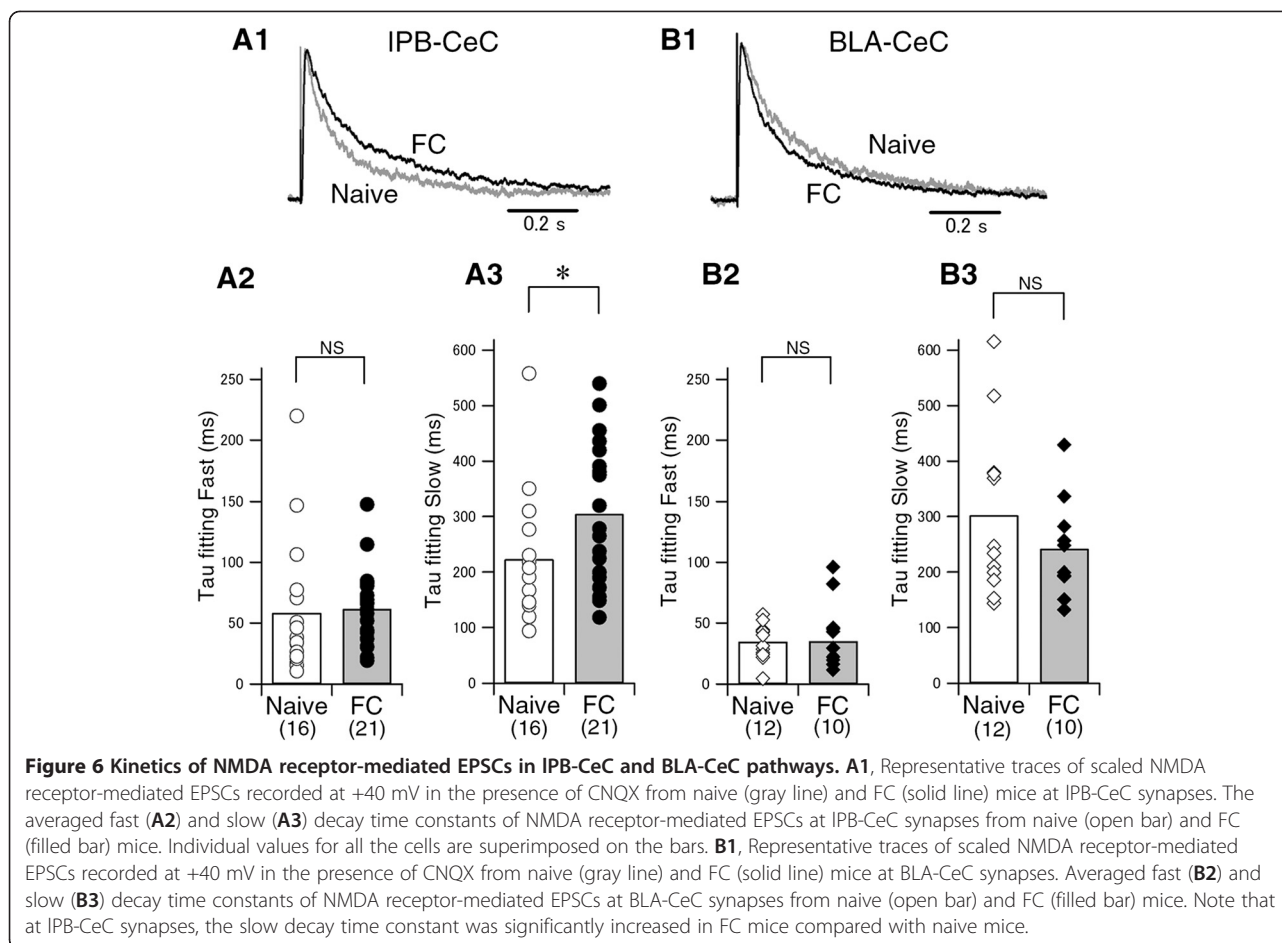 A1 lPB-CeC
FC
Naive
0.2 s
B1 BLA-CeC
Naive
FC
0.2 s
A2
NS
Tau fitting Fast (ms)
250
200
150
100
50
0
Naive FC
(16) (21)
A3
*
Tau fitting Slow (ms)
600
500
400
300
200
100
0
Naive FC
(16) (21)
B2
NS
Tau fitting Fast (ms)
250
200
150
100
50
0
Naive FC
(12) (10)
B3
NS
Tau fitting Slow (ms)
600
500
400
300
200
100
0
Naive FC
(12) (10)
Figure 6 Kinetics of NMDA receptor-mediated EPSCs in lPB-CeC and BLA-CeC pathways. A1, Representative traces of scaled NMDA
receptor-mediated EPSCs recorded at +40 mV in the presence of CNQX from naive (gray line) and FC (solid line) mice at lPB-CeC synapses. The
averaged fast (A2) and slow (A3) decay time constants of NMDA receptor-mediated EPSCs at lPB-CeC synapses from naive (open bar) and FC
(filled bar) mice. Individual values for all the cells are superimposed on the bars. B1, Representative traces of scaled NMDA receptor-mediated
EPSCs recorded at +40 mV in the presence of CNQX from naive (gray line) and FC (solid line) mice at BLA-CeC synapses. Averaged fast (B2) and
slow (B3) decay time constants of NMDA receptor-mediated EPSCs at BLA-CeC synapses from naive (open bar) and FC (filled bar) mice. Note that
at lPB-CeC synapses, the slow decay time constant was significantly increased in FC mice compared with naive mice.